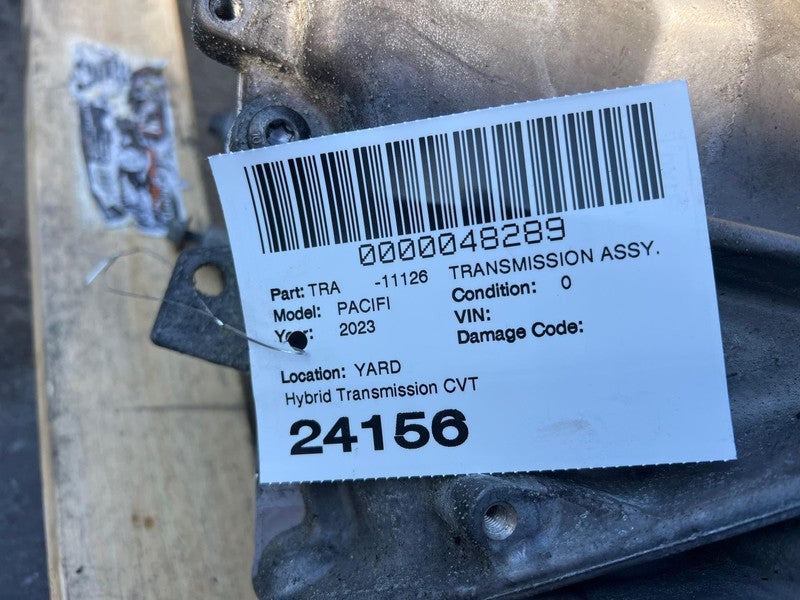 0000048289
Part: TRA -11126 TRANSMISSION ASSY.
Model: PACIFI Condition: 0
Year: 2023 VIN:
Damage Code:
Location: YARD
Hybrid Transmission CVT
24156